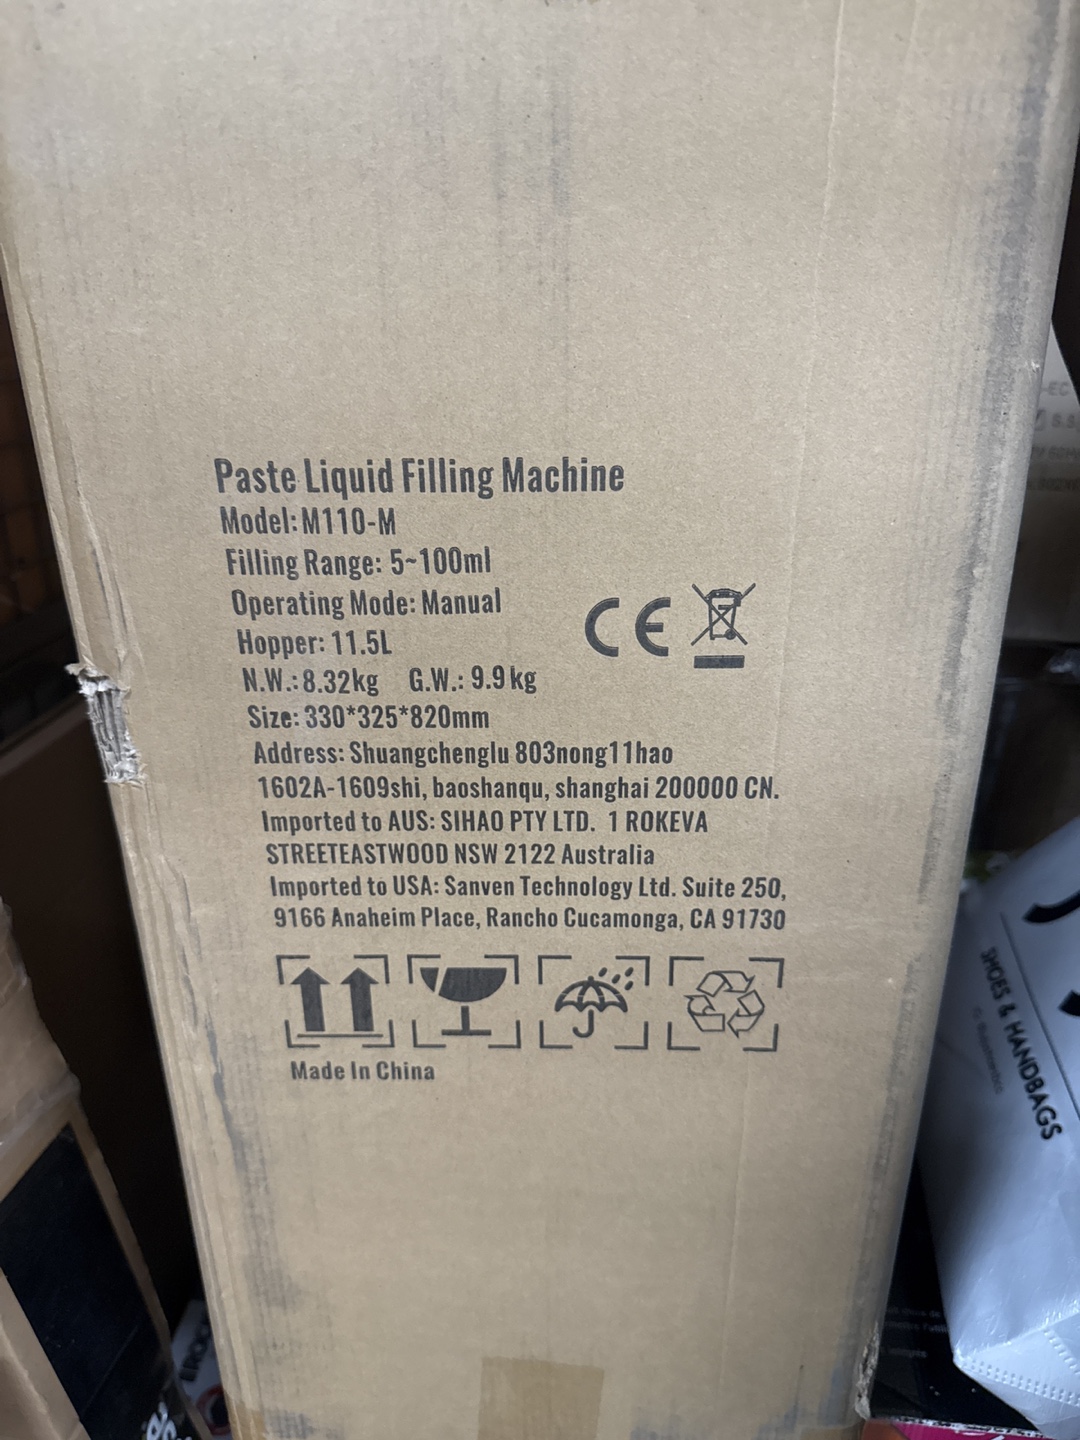 Paste Liquid Filling Machine
Model: M110-M
Filling Range: 5~100ml
Operating Mode: Manual
Hopper: 11.5L
CE
N.W.: 8.32kg G.W.: 9.9kg
Size: 330*325*820mm
Address: Shuangchenglu 803nong11hao
1602A-1609shi, baoshanqu, shanghai 200000 CN.
Imported to AUS: SIHAO PTY LTD. 1 ROKEVA
STREETEASTWOOD NSW 2122 Australia
Imported to USA: Sanven Technology Ltd. Suite 250,
9166 Anaheim Place, Rancho Cucamonga, CA 91730
Made In China
SHOES & HANDBAGS